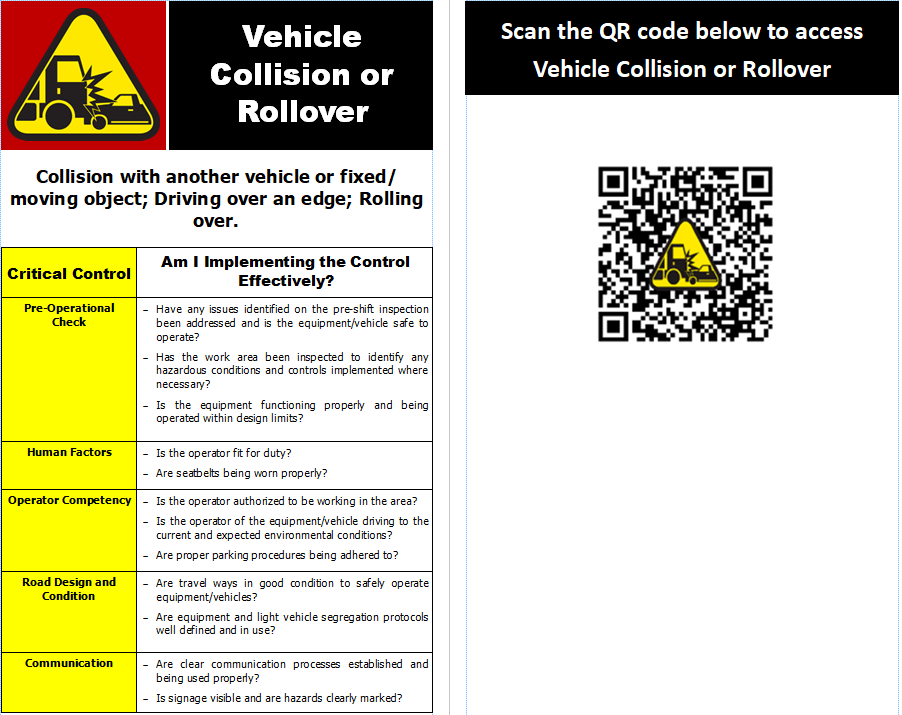 Vehicle
Collision or
Rollover
Collision with another vehicle or fixed/
moving object; Driving over an edge; Rolling
over.
Critical Control
Am I Implementing the Control
Effectively?
Pre-Operational
Check
– Have any issues identified on the pre-shift inspection
been addressed and is the equipment/vehicle safe to
operate?
– Has the work area been inspected to identify any
hazardous conditions and controls implemented where
necessary?
– Is the equipment functioning properly and being
operated within design limits?
Human Factors
– Is the operator fit for duty?
– Are seatbelts being worn properly?
Operator Competency
– Is the operator authorized to be working in the area?
– Is the operator of the equipment/vehicle driving to the
current and expected environmental conditions?
– Are proper parking procedures being adhered to?
Road Design and
Condition
– Are travel ways in good condition to safely operate
equipment/vehicles?
– Are equipment and light vehicle segregation protocols
well defined and in use?
Communication
– Are clear communication processes established and
being used properly?
– Is signage visible and are hazards clearly marked?
Scan the QR code below to access
Vehicle Collision or Rollover